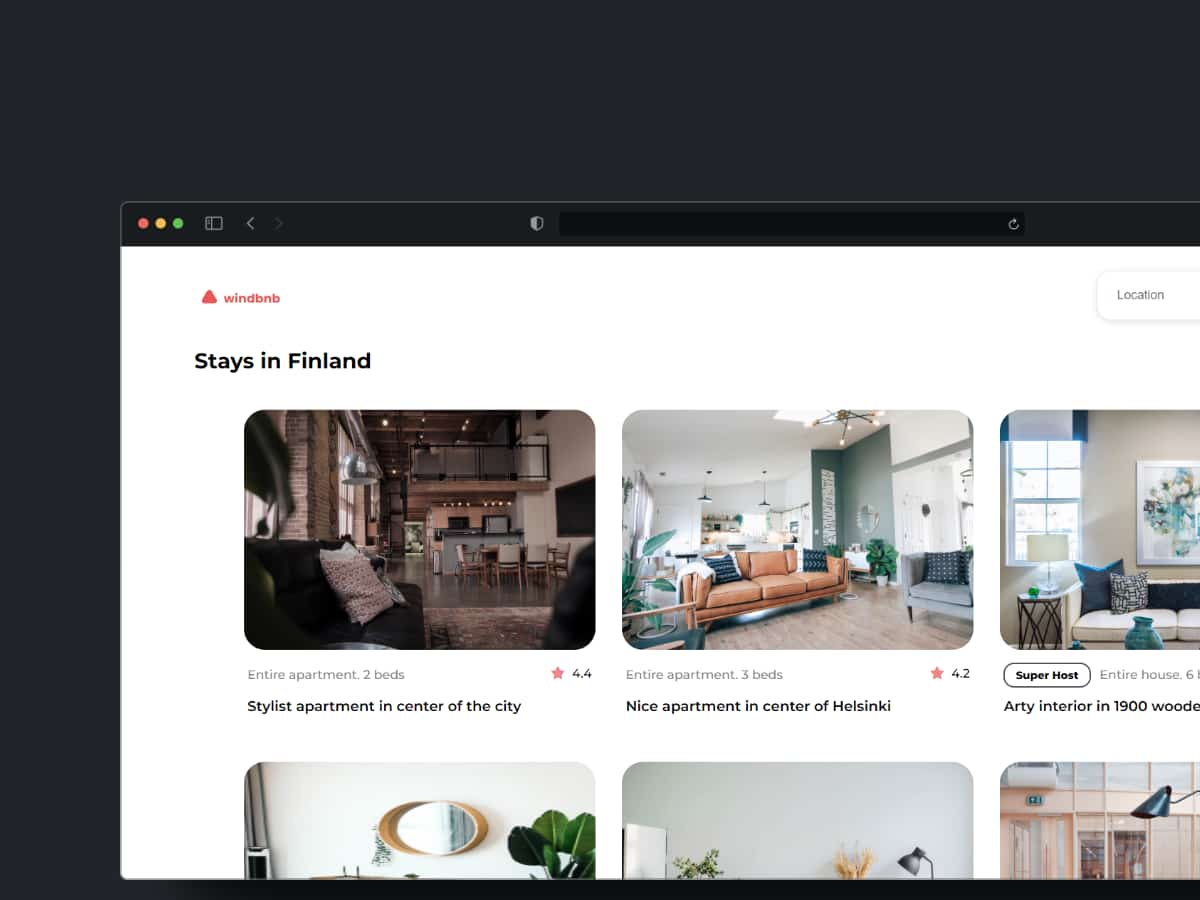 windbnb
Location
Stays in Finland
Entire apartment. 2 beds
4.4
Stylist apartment in center of the city
Entire apartment. 3 beds
4.2
Nice apartment in center of Helsinki
Super Host
Entire house. 6 b
Arty interior in 1900 woode